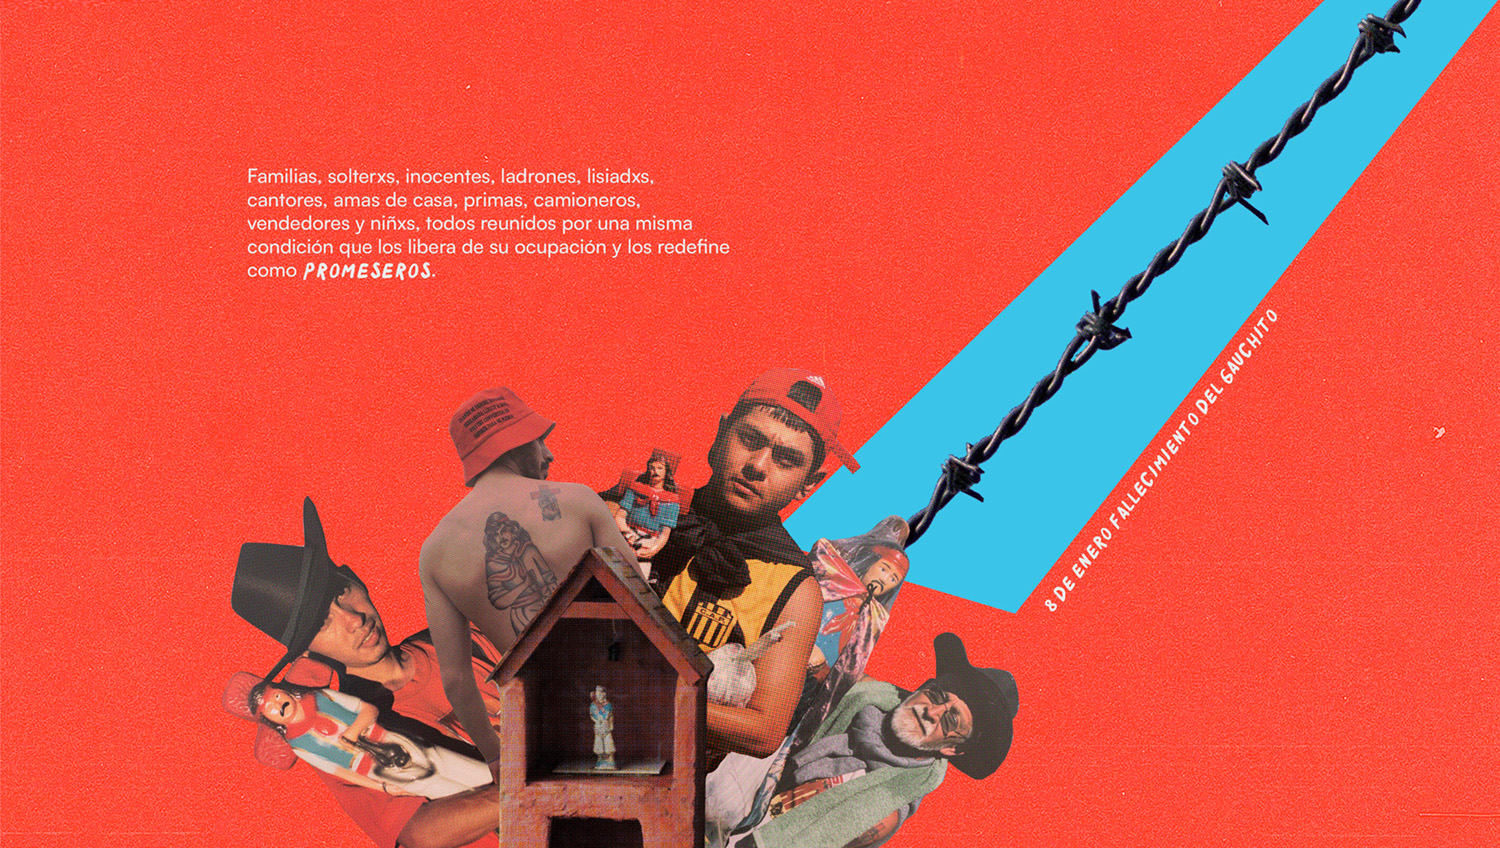 Familias, solterxs, inocentes, ladrones, lisiadxs,
cantores, amas de casa, primas, camioneros,
vendedores y niñxs, todos reunidos por una misma
condición que los libera de su ocupación y los redefine
como PROMESEROS.
8 DE ENERO FALLECIMIENTO DEL GAUCHITO